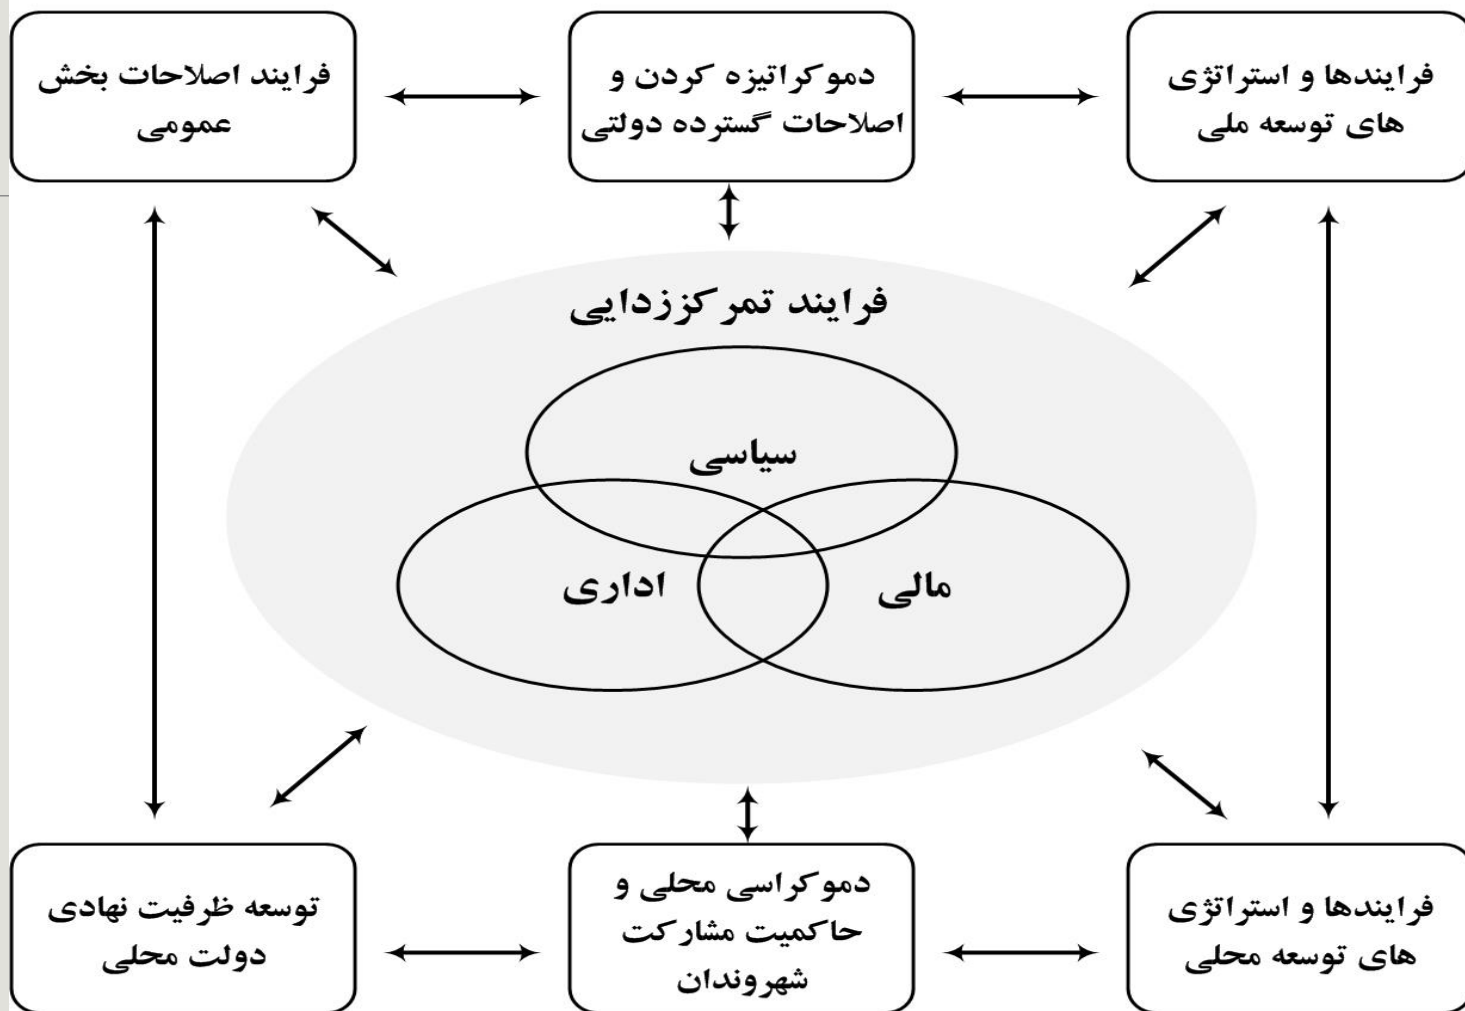 فرایندها و استراتژی
های توسعه ملی
دموکراتیزه کردن و
اصلاحات گسترده دولتی
فرایند اصلاحات بخش
عمومی
فرایند تمرکززدایی
سیاسی
مالی
اداری
فرایندها و استراتژی
های توسعه محلی
دموکراسی محلی و
حاکمیت مشارکت
شهروندان
توسعه ظرفیت نهادی
دولت محلی